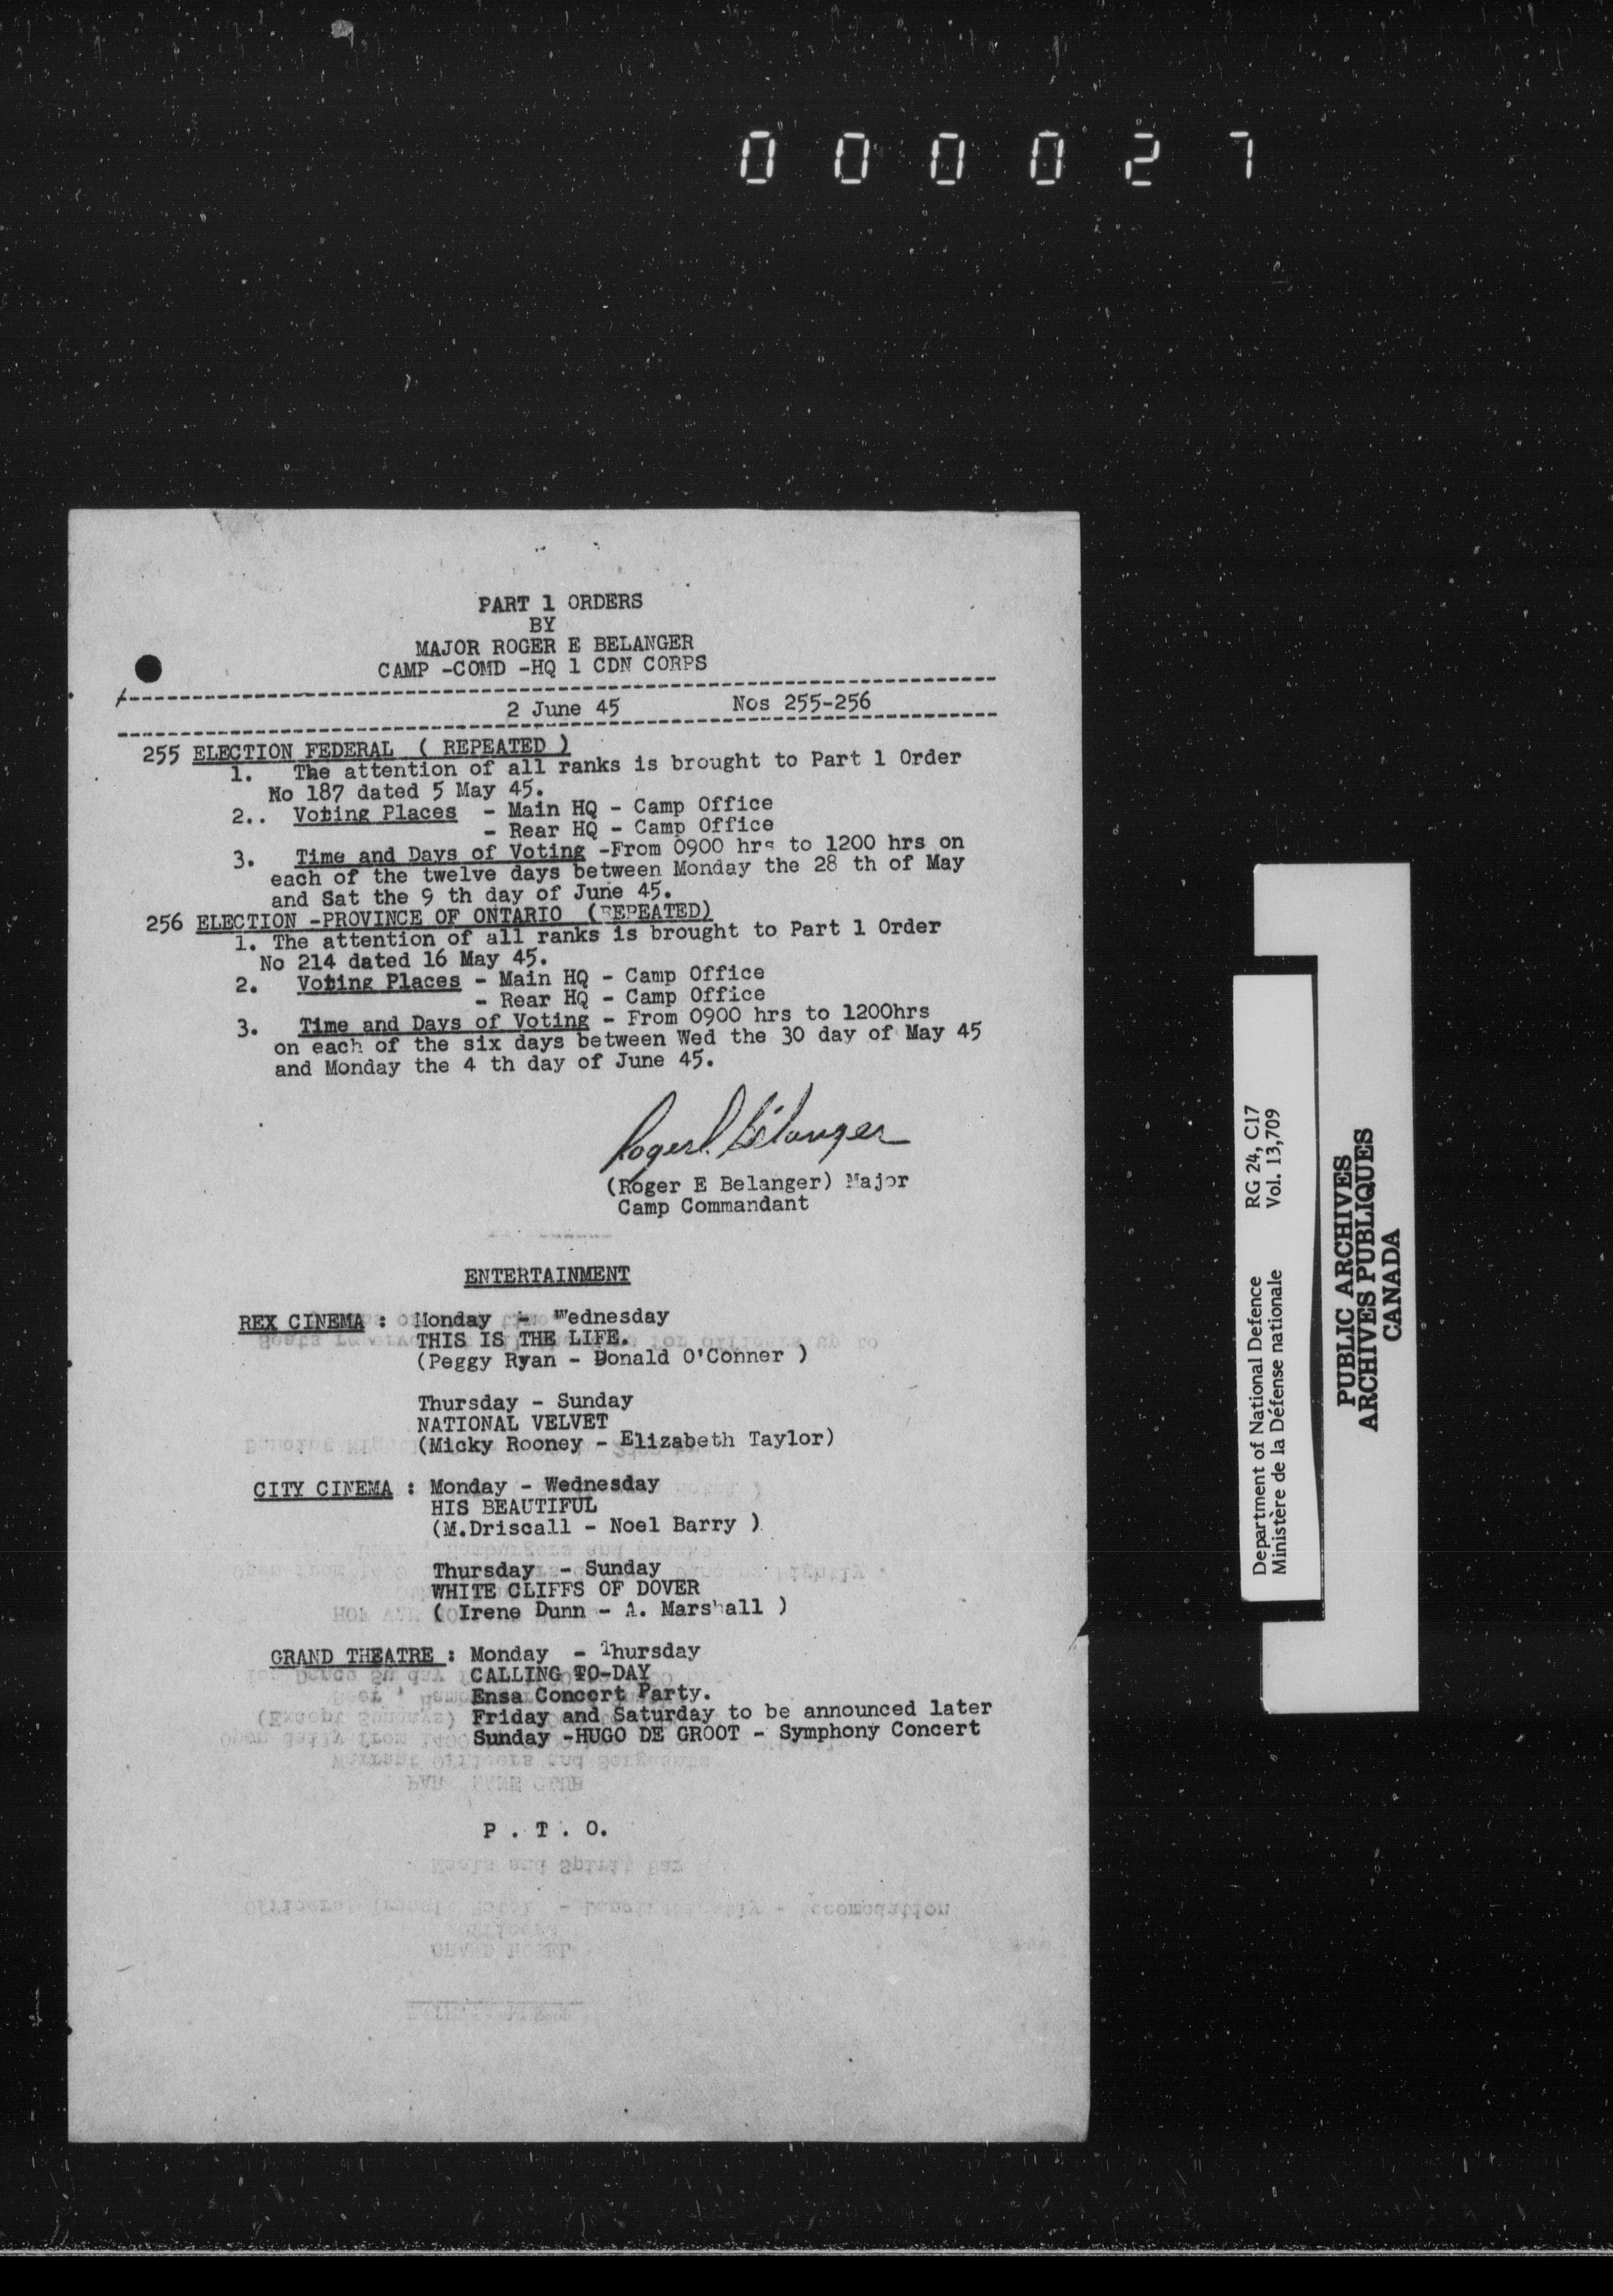 000027
PART 1 ORDERS
BY
MAJOR ROGER E BELANGER
CAMP -COMD -HQ 1 CDN CORPS
2 June 45 Nos 255-256
255 ELECTION FEDERAL ( REPEATED )
1. The attention of all ranks is brought to Part 1 Order
No 187 dated 5 May 45.
2.. Voting Places - Main HQ - Camp Office
- Rear HQ - Camp Office
3. Time and Days of Voting -From 0900 hrs to 1200 hrs on
each of the twelve days between Monday the 28 th of May
and Sat the 9 th day of June 45.
256 ELECTION -PROVINCE OF ONTARIO (REPEATED)
1. The attention of all ranks is brought to Part 1 Order
No 214 dated 16 May 45.
2. Voting Places - Main HQ - Camp Office
- Rear HQ - Camp Office
3. Time and Days of Voting - From 0900 hrs to 1200hrs
on each of the six days between Wed the 30 day of May 45
and Monday the 4 th day of June 45.
Roger E Bélanger
(Roger E Belanger) Major
Camp Commandant
ENTERTAINMENT
REX CINEMA : Monday - Wednesday
THIS IS THE LIFE.
(Peggy Ryan - Donald O'Conner )
Thursday - Sunday
NATIONAL VELVET
(Micky Rooney - Elizabeth Taylor)
CITY CINEMA : Monday - Wednesday
HIS BEAUTIFUL
(M.Driscall - Noel Barry )
Thursday - Sunday
WHITE CLIFFS OF DOVER
( Irene Dunn - A. Marshall )
GRAND THEATRE : Monday - Thursday
CALLING TO-DAY
Ensa Concert Party.
Friday and Saturday to be announced later
Sunday -HUGO DE GROOT - Symphony Concert
P . T . O.
Department of National Defence RG 24, C17
Ministère de la Défense nationale Vol. 13,709
PUBLIC ARCHIVES
ARCHIVES PUBLIQUES
CANADA